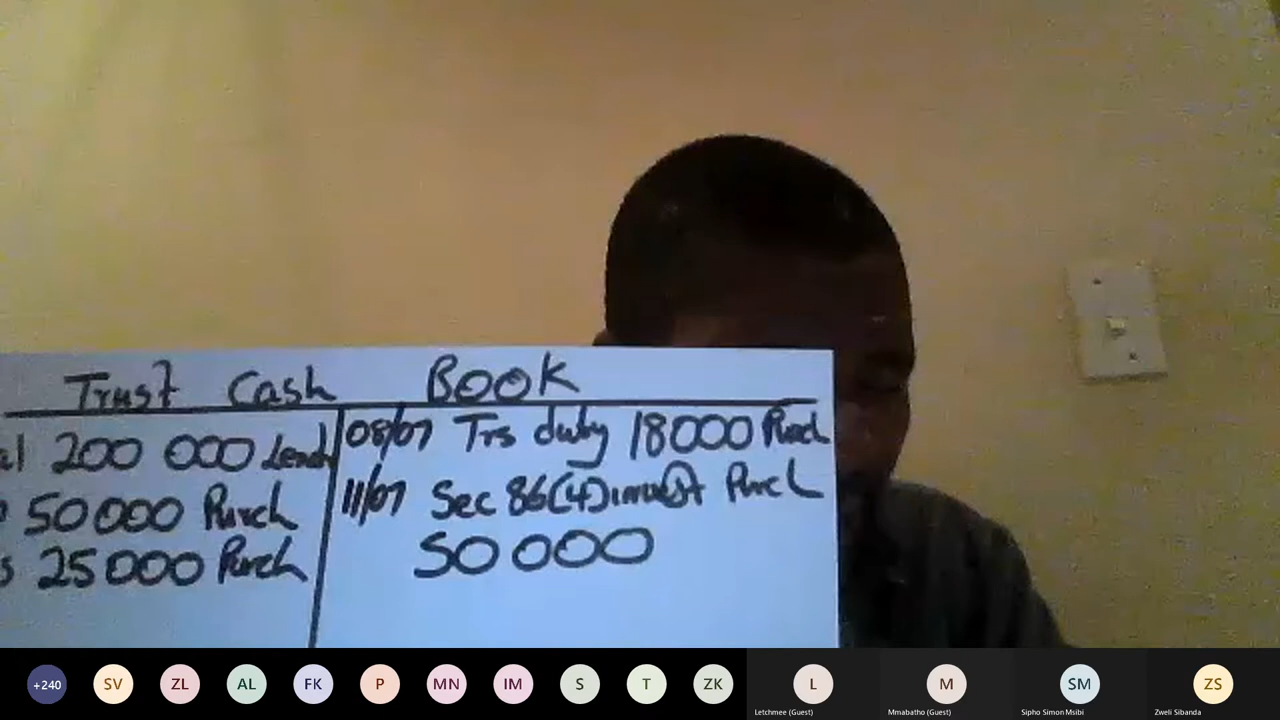 Trust Cash Book
al 200 000 Lend
50000 Purch
s 25000 Purch
08/07 Trs duty 18000 Purch
11/07 Sec 86(4) invest Purch
50 000
+240
SV
ZL
AL
FK
P
MN
IM
S
T
ZK
L
M
SM
ZS
Letchmee (Guest)
Mmabatho (Guest)
Sipho Simon Msibi
Zweli Sibanda